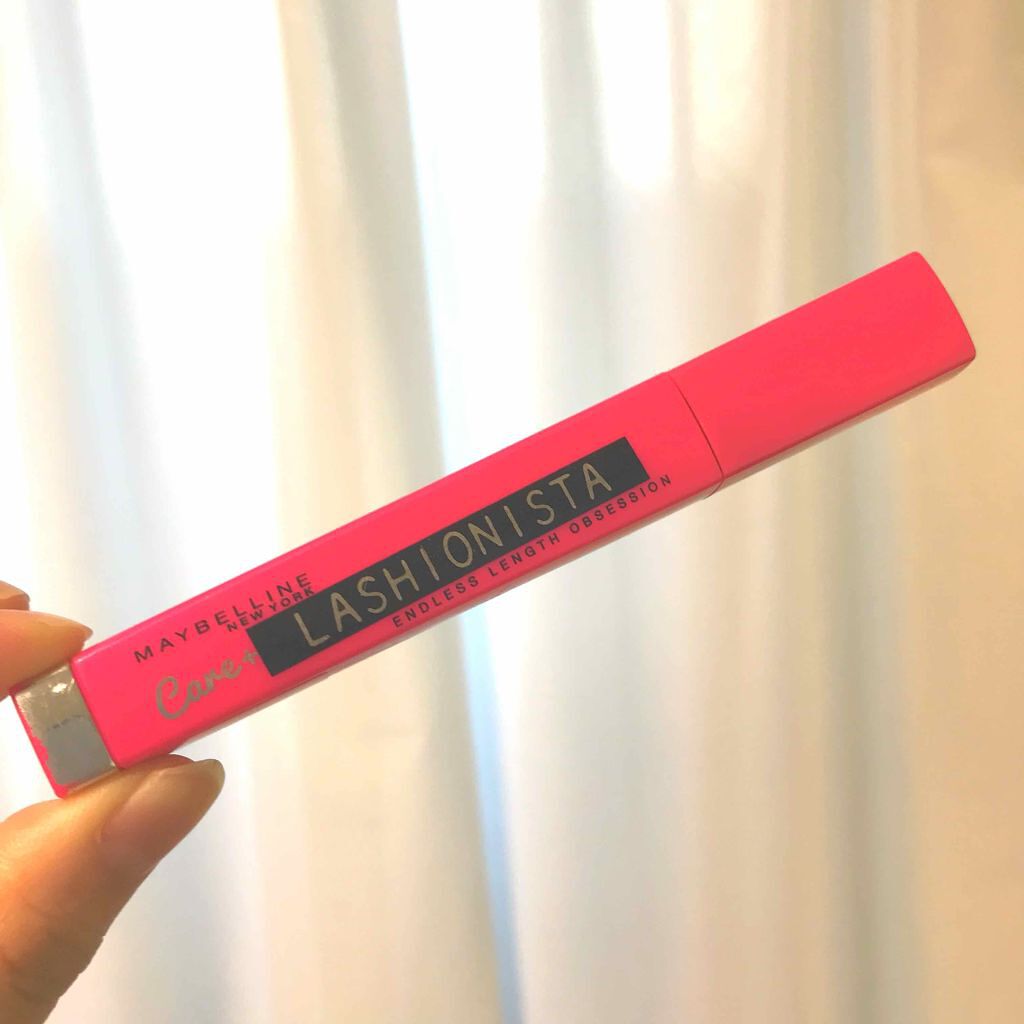 MAYBELLINE
NEW YORK
Care+
LASHIONISTA
ENDLESS LENGTH OBSESSION